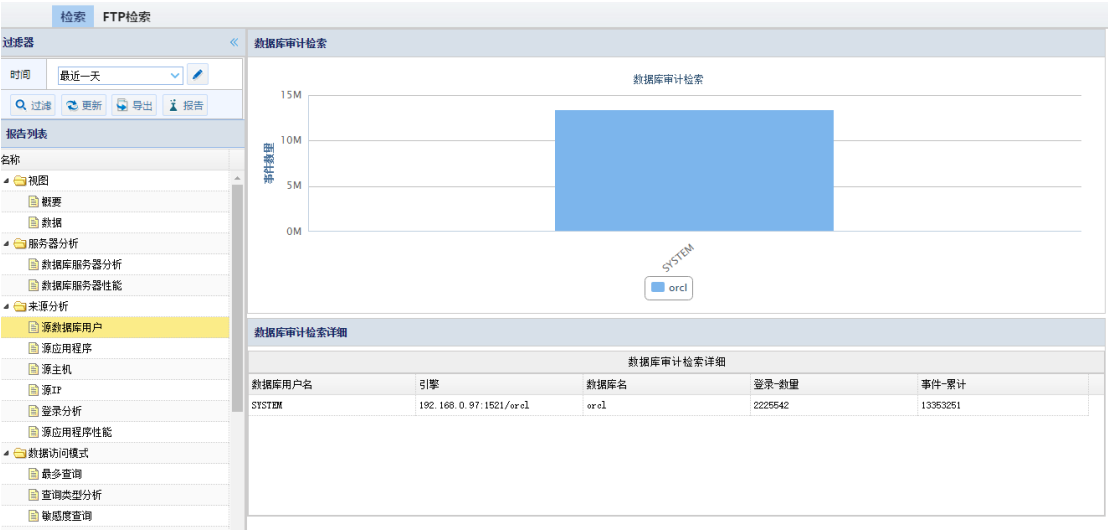 检索 FTP检索
过滤器
时间 最近一天
过滤 更新 导出 报告
报告列表
名称
视图
概要
数据
服务器分析
数据库服务器分析
数据库服务器性能
来源分析
源数据库用户
源应用程序
源主机
源IP
登录分析
源应用程序性能
数据访问模式
最多查询
查询类型分析
敏感度查询
数据库审计检索
数据库审计检索
事件数量
15M
10M
5M
0M
SYSTEM
orcl
数据库审计检索详细
数据库审计检索详细
数据库用户名 引擎 数据库名 登录-数量 事件-累计
SYSTEM 192.168.0.97:1521/orcl orcl 2225542 13353251